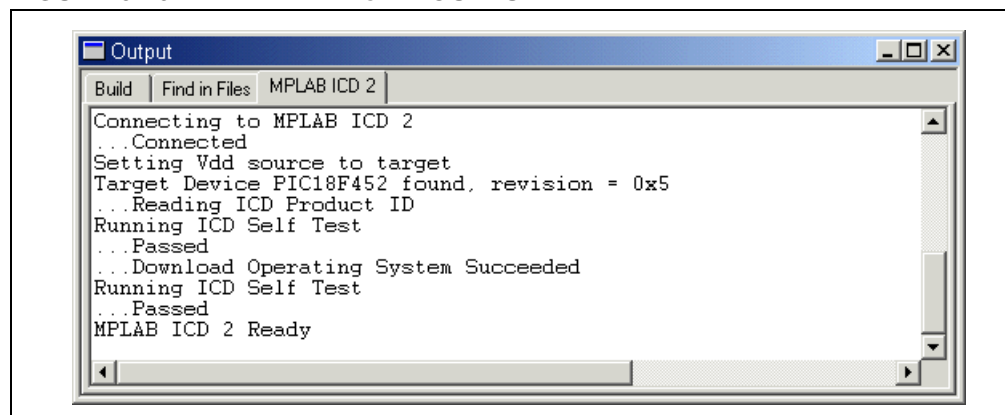 Output
Build Find in Files MPLAB ICD 2
Connecting to MPLAB ICD 2
...Connected
Setting Vdd source to target
Target Device PIC18F452 found, revision = 0x5
...Reading ICD Product ID
Running ICD Self Test
...Passed
...Download Operating System Succeeded
Running ICD Self Test
...Passed
MPLAB ICD 2 Ready